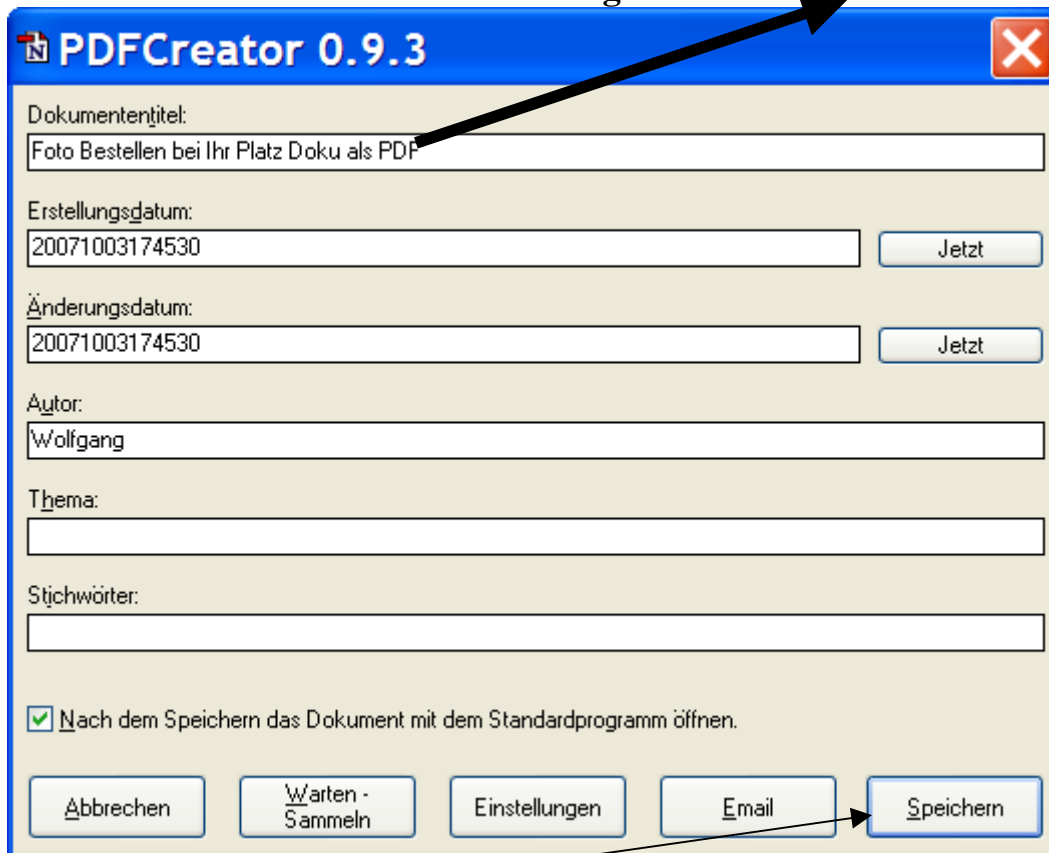 PDFCreator 0.9.3
Dokumententitel:
Foto Bestellen bei Ihr Platz Doku als PDF
Erstellungsdatum:
20071003174530
Jetzt
Änderungsdatum:
20071003174530
Jetzt
Autor:
Wolfgang
Thema:
Stichwörter:
Nach dem Speichern das Dokument mit dem Standardprogramm öffnen.
Abbrechen
Warten -
Sammeln
Einstellungen
Email
Speichern